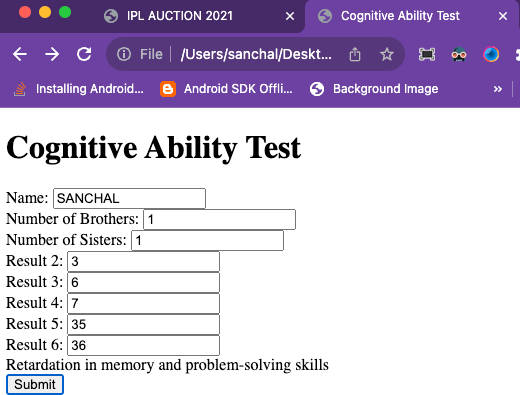 IPL AUCTION 2021
Cognitive Ability Test
File
/Users/sanchal/Deskt...
Installing Android...
Android SDK Offli...
Background Image
»
Cognitive Ability Test
Name: SANCHAL
Number of Brothers: 1
Number of Sisters: 1
Result 2: 3
Result 3: 6
Result 4: 7
Result 5: 35
Result 6: 36
Retardation in memory and problem-solving skills
Submit